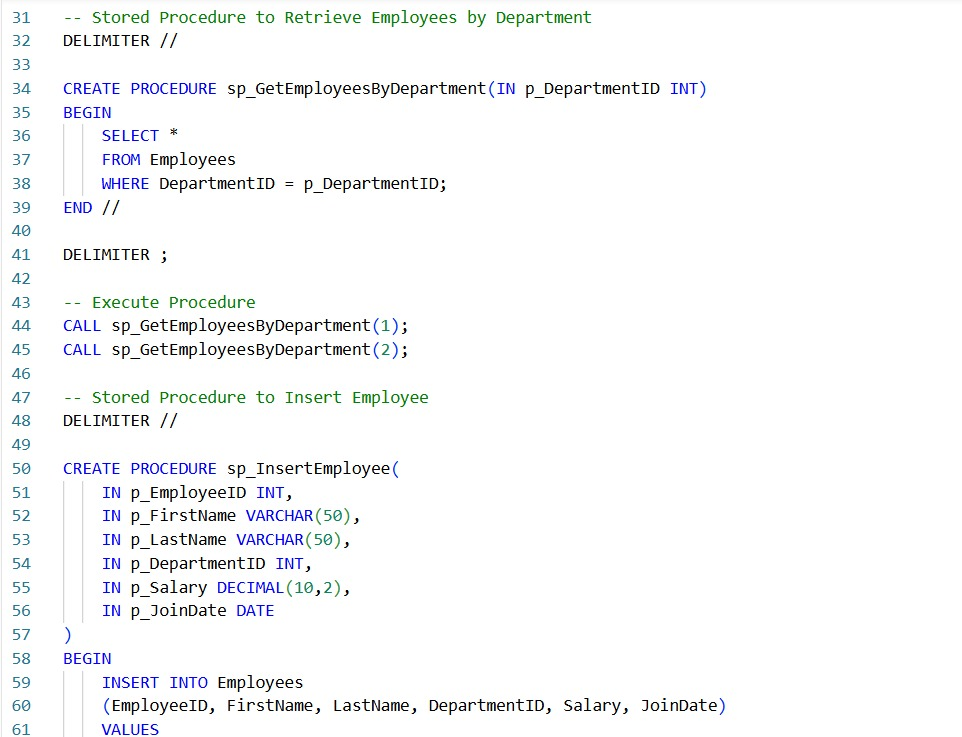 31 -- Stored Procedure to Retrieve Employees by Department
32 DELIMITER //
33
34 CREATE PROCEDURE sp_GetEmployeesByDepartment(IN p_DepartmentID INT)
35 BEGIN
36 SELECT *
37 FROM Employees
38 WHERE DepartmentID = p_DepartmentID;
39 END //
40
41 DELIMITER ;
42
43 -- Execute Procedure
44 CALL sp_GetEmployeesByDepartment(1);
45 CALL sp_GetEmployeesByDepartment(2);
46
47 -- Stored Procedure to Insert Employee
48 DELIMITER //
49
50 CREATE PROCEDURE sp_InsertEmployee(
51 IN p_EmployeeID INT,
52 IN p_FirstName VARCHAR(50),
53 IN p_LastName VARCHAR(50),
54 IN p_DepartmentID INT,
55 IN p_Salary DECIMAL(10,2),
56 IN p_JoinDate DATE
57 )
58 BEGIN
59 INSERT INTO Employees
60 (EmployeeID, FirstName, LastName, DepartmentID, Salary, JoinDate)
61 VALUES